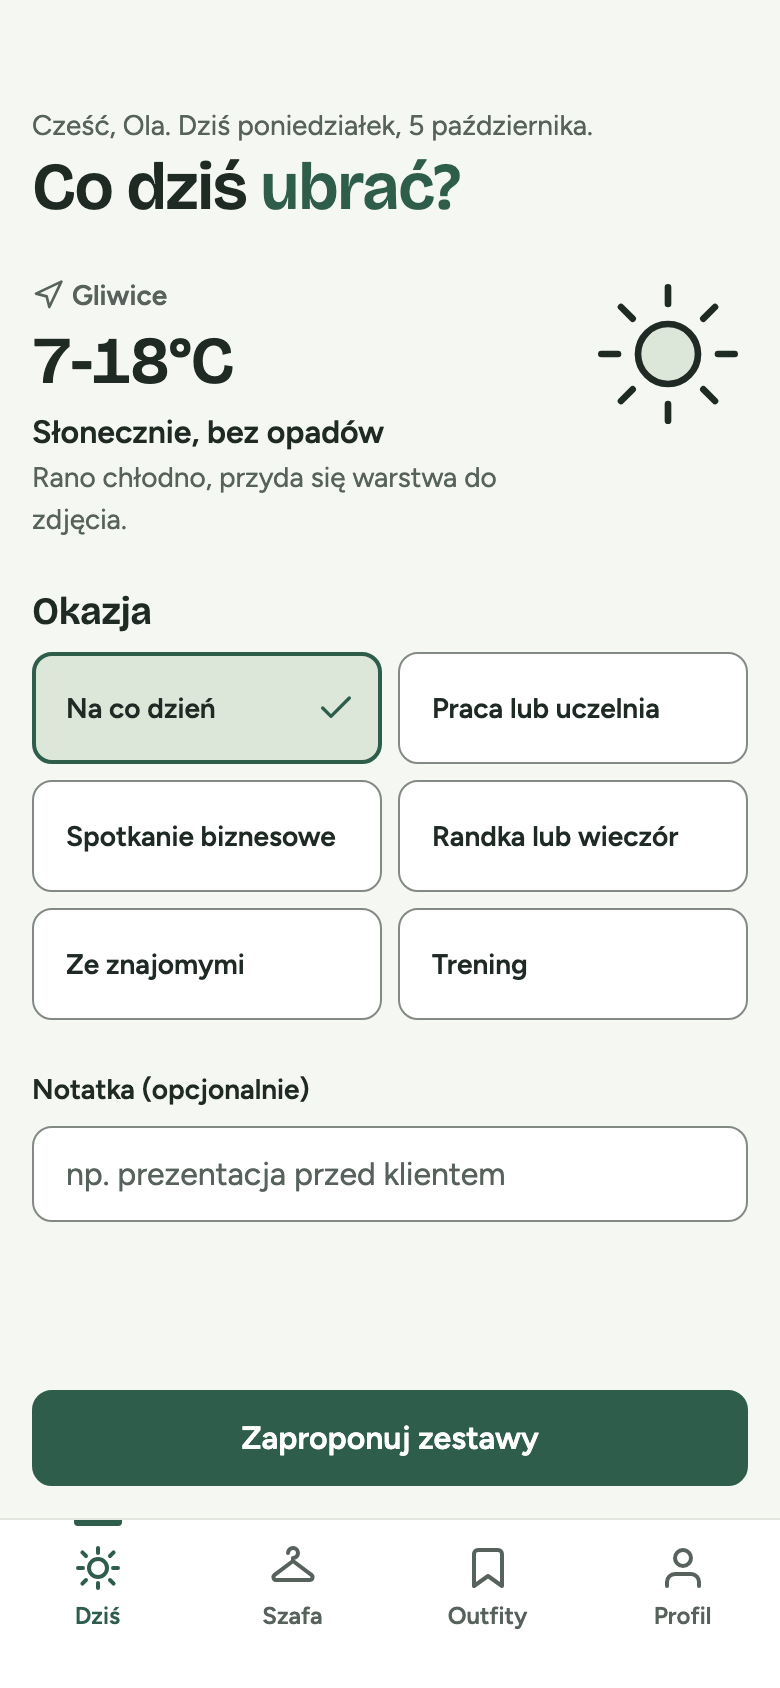 Cześć, Ola. Dziś poniedziałek, 5 października.
Co dziś ubrać?
Gliwice
7-18°C
Słonecznie, bez opadów
Rano chłodno, przyda się warstwa do
zdjęcia.
Okazja
Na co dzień
Praca lub uczelnia
Spotkanie biznesowe
Randka lub wieczór
Ze znajomymi
Trening
Notatka (opcjonalnie)
np. prezentacja przed klientem
Zaproponuj zestawy
Dziś
Szafa
Outfity
Profil